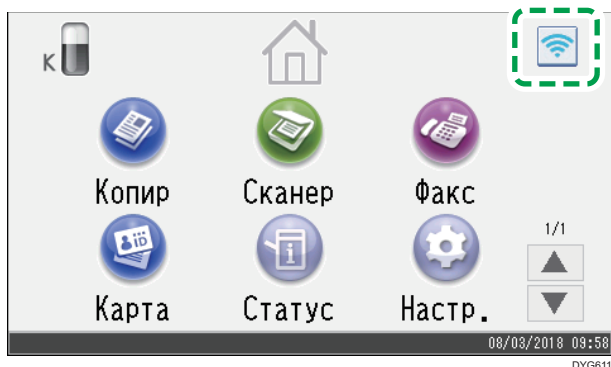 К
Копир Сканер Факс
1/1
Карта Статус Настр.
08/03/2018 09:58
DYG611